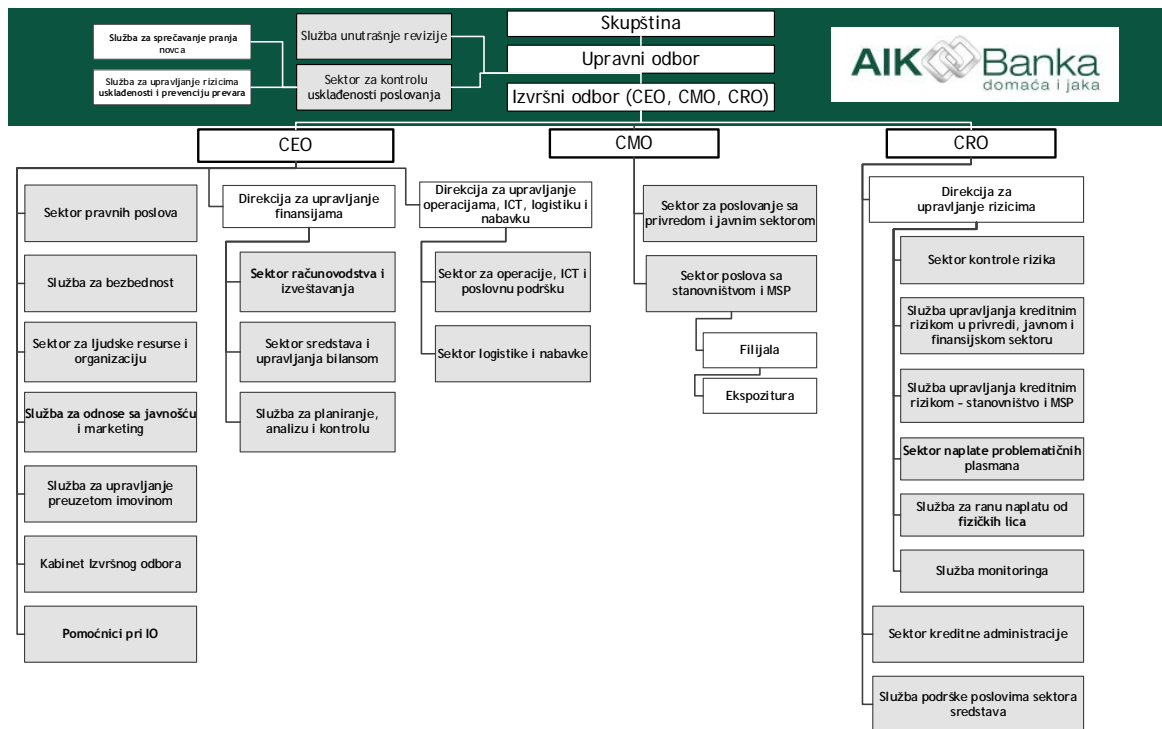 Skupština
Služba za sprečavanje pranja
novca
Služba unutrašnje revizije
Upravni odbor
Služba za upravljanje rizicima
usklađenosti i prevenciju prevara
Sektor za kontrolu
usklađenosti poslovanja
Izvršni odbor (CEO, CMO, CRO)
AIK Banka
domaća i jaka
CEO
CMO
CRO
Sektor pravnih poslova
Služba za bezbednost
Sektor za ljudske resurse i
organizaciju
Služba za odnose sa javnošću
i marketing
Služba za upravljanje
preuzetom imovinom
Kabinet Izvršnog odbora
Pomoćnici pri IO
Direkcija za upravljanje
finansijama
Sektor računovodstva i
izveštavanja
Sektor sredstava i
upravljanja bilansom
Služba za planiranje,
analizu i kontrolu
Direkcija za upravljanje
operacijama, ICT, logistiku i
nabavku
Sektor za operacije, ICT i
poslovnu podršku
Sektor logistike i nabavke
Sektor za poslovanje sa
privredom i javnim sektorom
Sektor poslova sa
stanovništvom i MSP
Filijala
Ekspozitura
Direkcija za
upravljanje rizicima
Sektor kontrole rizika
Služba upravljanja kreditnim
rizikom u privredi, javnom i
finansijskom sektoru
Služba upravljanja kreditnim
rizikom - stanovništvo i MSP
Sektor naplate problematičnih
plasmana
Služba za ranu naplatu od
fizičkih lica
Služba monitoringa
Sektor kreditne administracije
Služba podrške poslovima sektora
sredstava